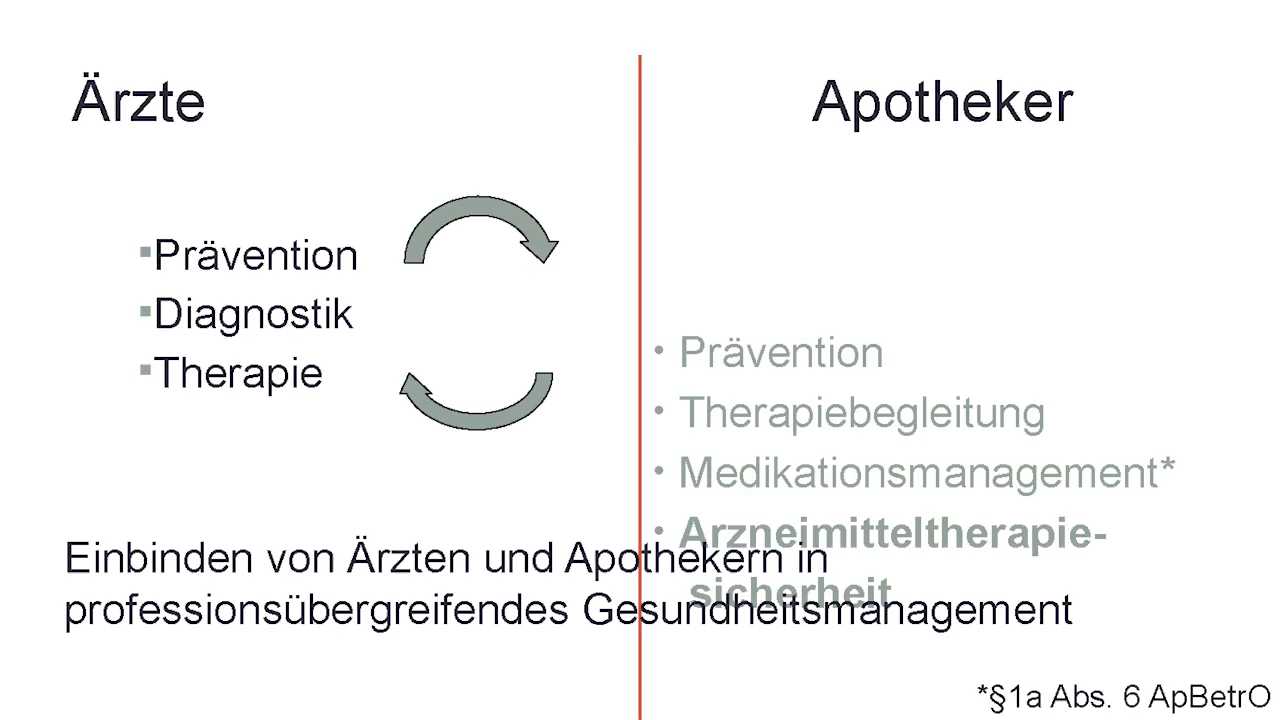 Ärzte
Apotheker
Prävention
Diagnostik
Therapie
• Prävention
• Therapiebegleitung
• Medikationsmanagement*
• Arzneimitteltherapie-
sicherheit
Einbinden von Ärzten und Apothekern in
professionsübergreifendes Gesundheitsmanagement
*§1a Abs. 6 ApBetrO